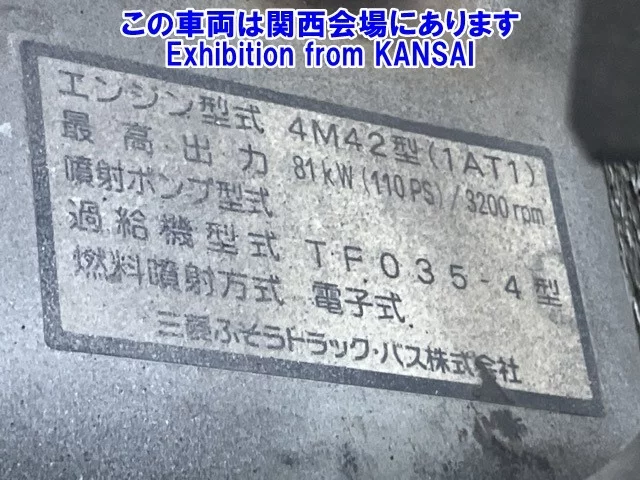 この車両は関西会場にあります
Exhibition from KANSAI
エンジン型式 4M42型(1AT1)
最高出力 81kW(110PS)/3200rpm
噴射ポンプ型式
過給機型式 TF035-4型
燃料噴射方式 電子式
三菱ふそうトラック・バス株式会社